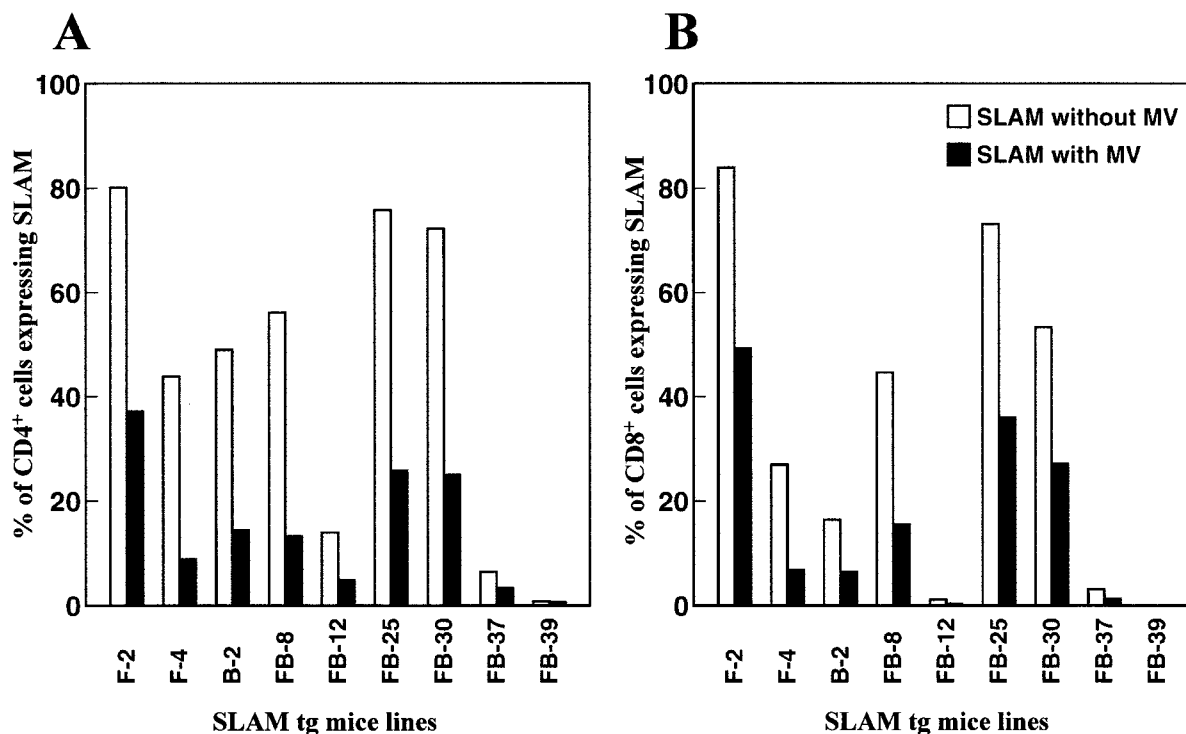 A
% of CD4+ cells expressing SLAM
100
80
60
40
20
0
F-2
F-4
B-2
FB-8
FB-12
FB-25
FB-30
FB-37
FB-39
SLAM tg mice lines
B
% of CD8+ cells expressing SLAM
100
80
60
40
20
0
SLAM without MV
SLAM with MV
F-2
F-4
B-2
FB-8
FB-12
FB-25
FB-30
FB-37
FB-39
SLAM tg mice lines